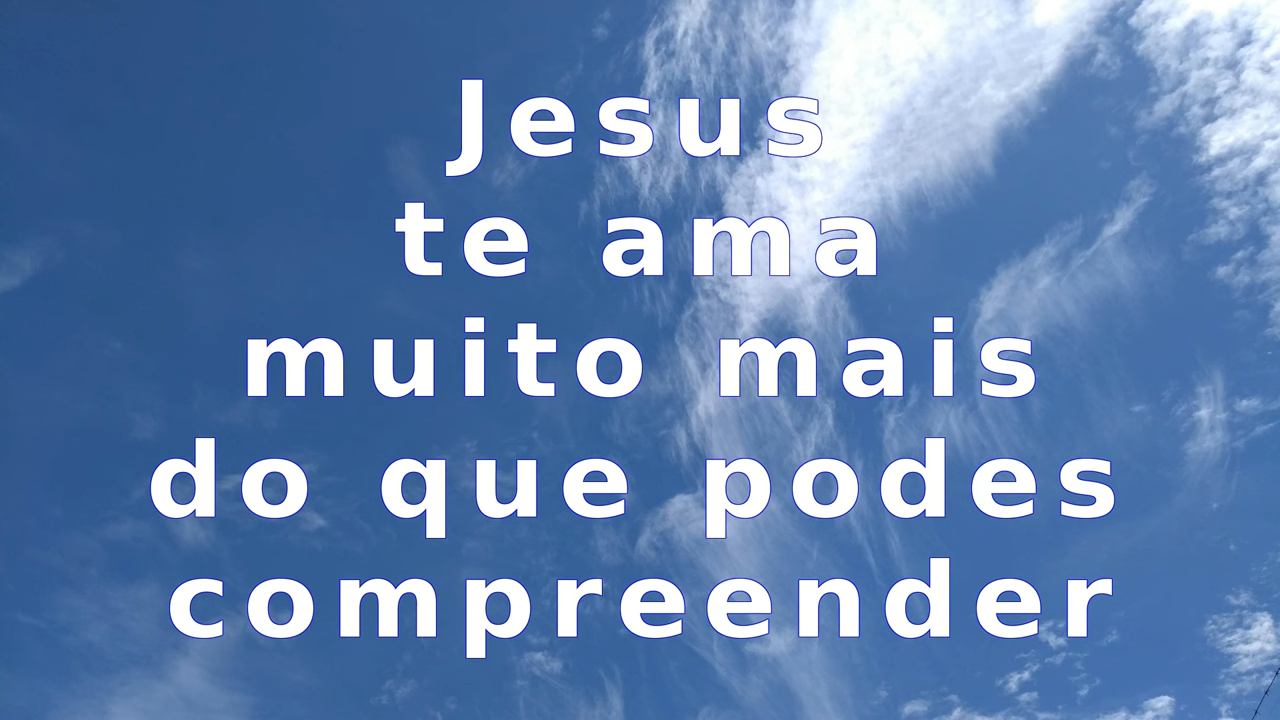 Jesus
te ama
muito mais
do que podes
compreender